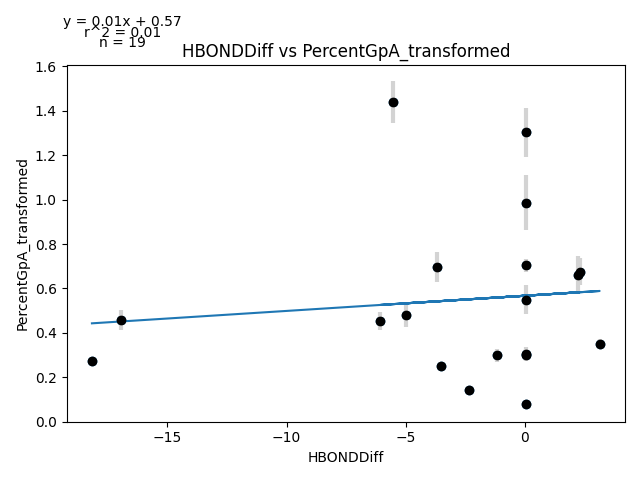 y = 0.01x + 0.57
r^2 = 0.01
n = 19
HBONDDiff vs PercentGpA_transformed
PercentGpA_transformed
1.6
1.4
1.2
1.0
0.8
0.6
0.4
0.2
0.0
−15
−10
−5
0
HBONDDiff